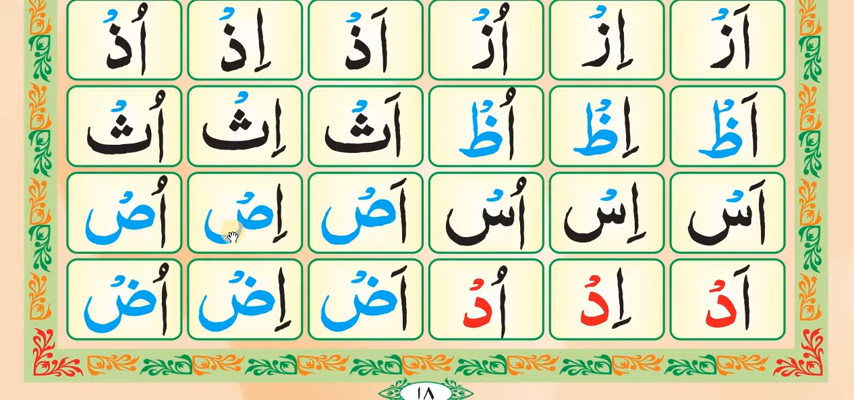 اَزْ اِزْ اُزْ اَذْ اِذْ اُذْ
اَظْ اِظْ اُظْ اَثْ اِثْ اُثْ
اَسْ اِسْ اُسْ اَصْ اِصْ اُصْ
اَدْ اِدْ اُدْ اَضْ اِضْ اُضْ
١٨